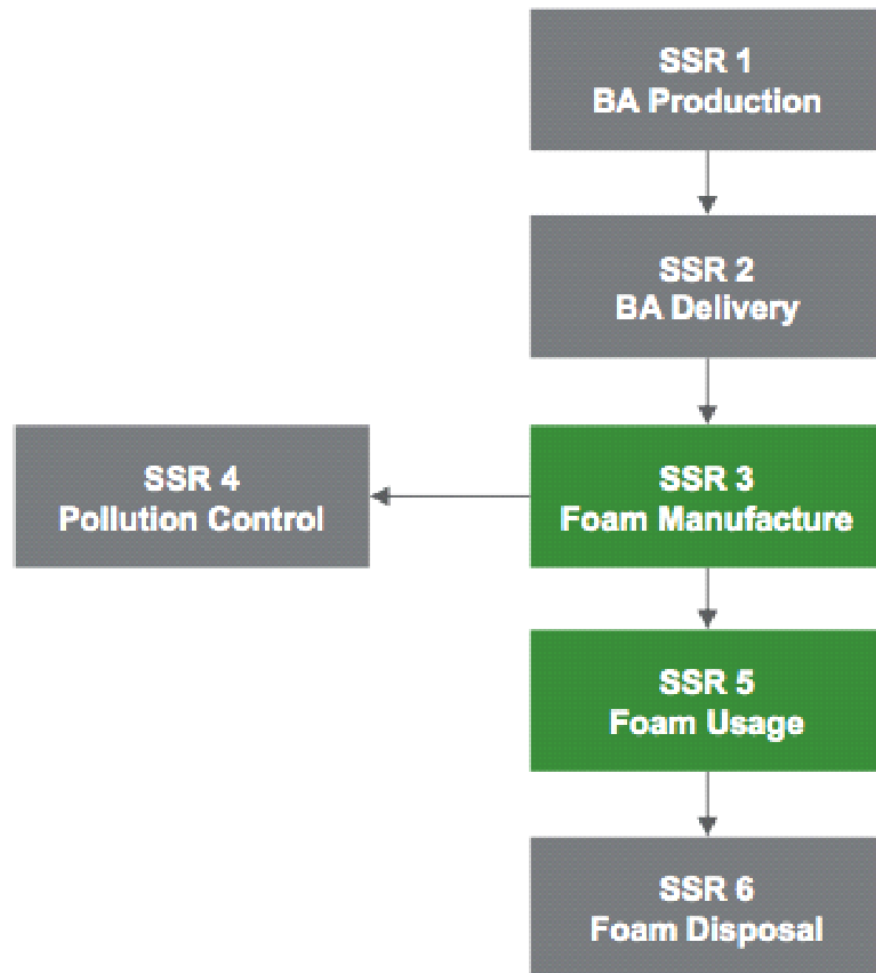 SSR 1
BA Production
SSR 2
BA Delivery
SSR 4
Pollution Control
SSR 3
Foam Manufacture
SSR 5
Foam Usage
SSR 6
Foam Disposal